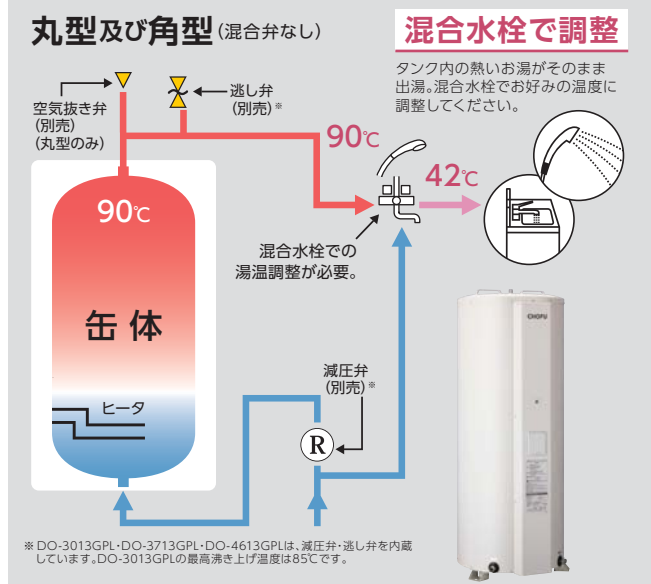 丸型及び角型(混合弁なし)
混合水栓で調整
タンク内の熱いお湯がそのまま
出湯。混合水栓でお好みの温度に
調整してください。
空気抜き弁
(別売)
(丸型のみ)
逃し弁
(別売)※
90℃
42℃
90℃
混合水栓での
湯温調整が必要。
缶体
ヒータ
減圧弁
(別売)※
R
CHOFU
※DO-3013GPL・DO-3713GPL・DO-4613GPLは、減圧弁・逃し弁を内蔵
しています。DO-3013GPLの最高沸き上げ温度は85℃です。